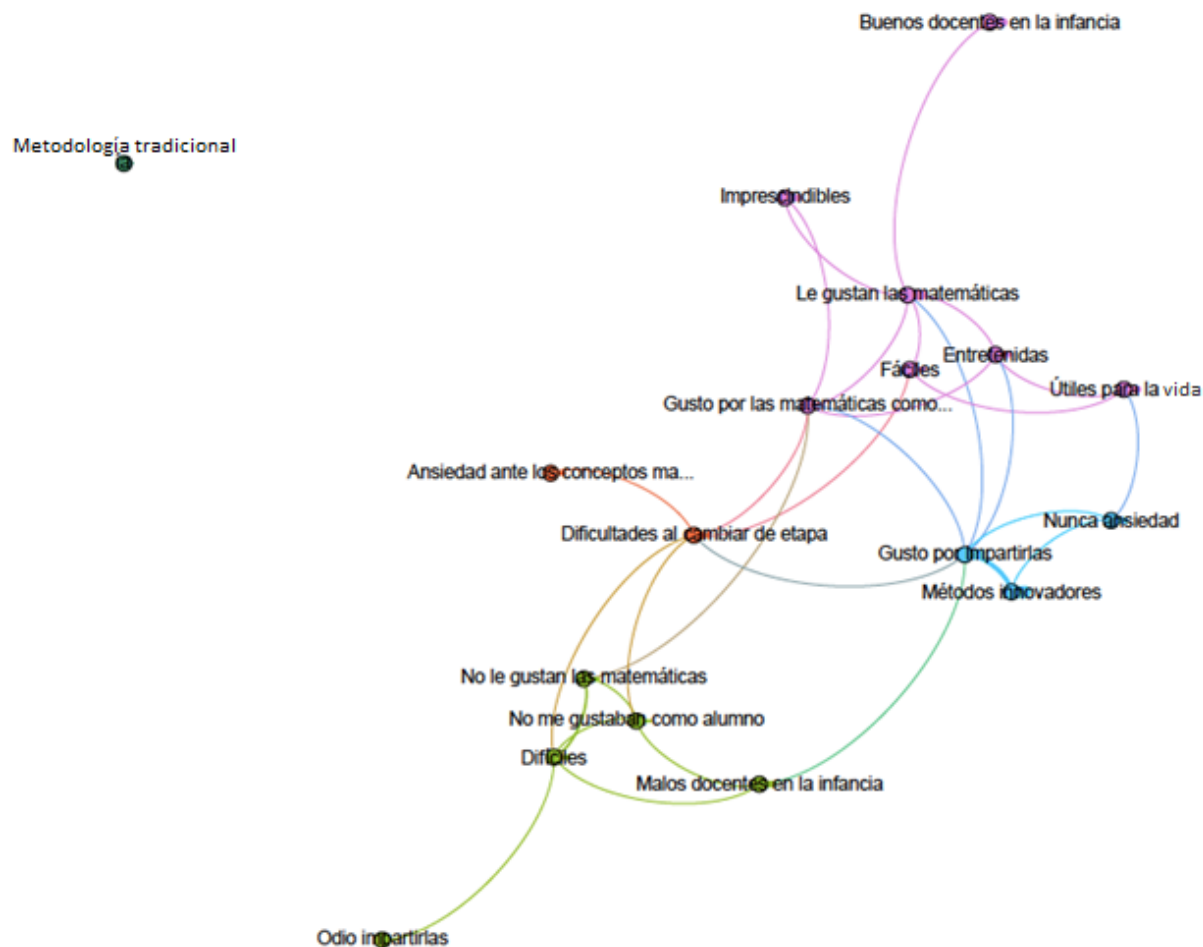 Buenos docentes en la infancia
Metodología tradicional
Imprescindibles
Le gustan las matemáticas
Entretenidas
Fáciles
Útiles para la vida
Gusto por las matemáticas como...
Ansiedad ante los conceptos ma...
Nunca ansiedad
Dificultades al cambiar de etapa
Gusto por impartirlas
Métodos innovadores
No le gustan las matemáticas
No me gustaban como alumno
Difíciles
Malos docentes en la infancia
Odio impartirlas